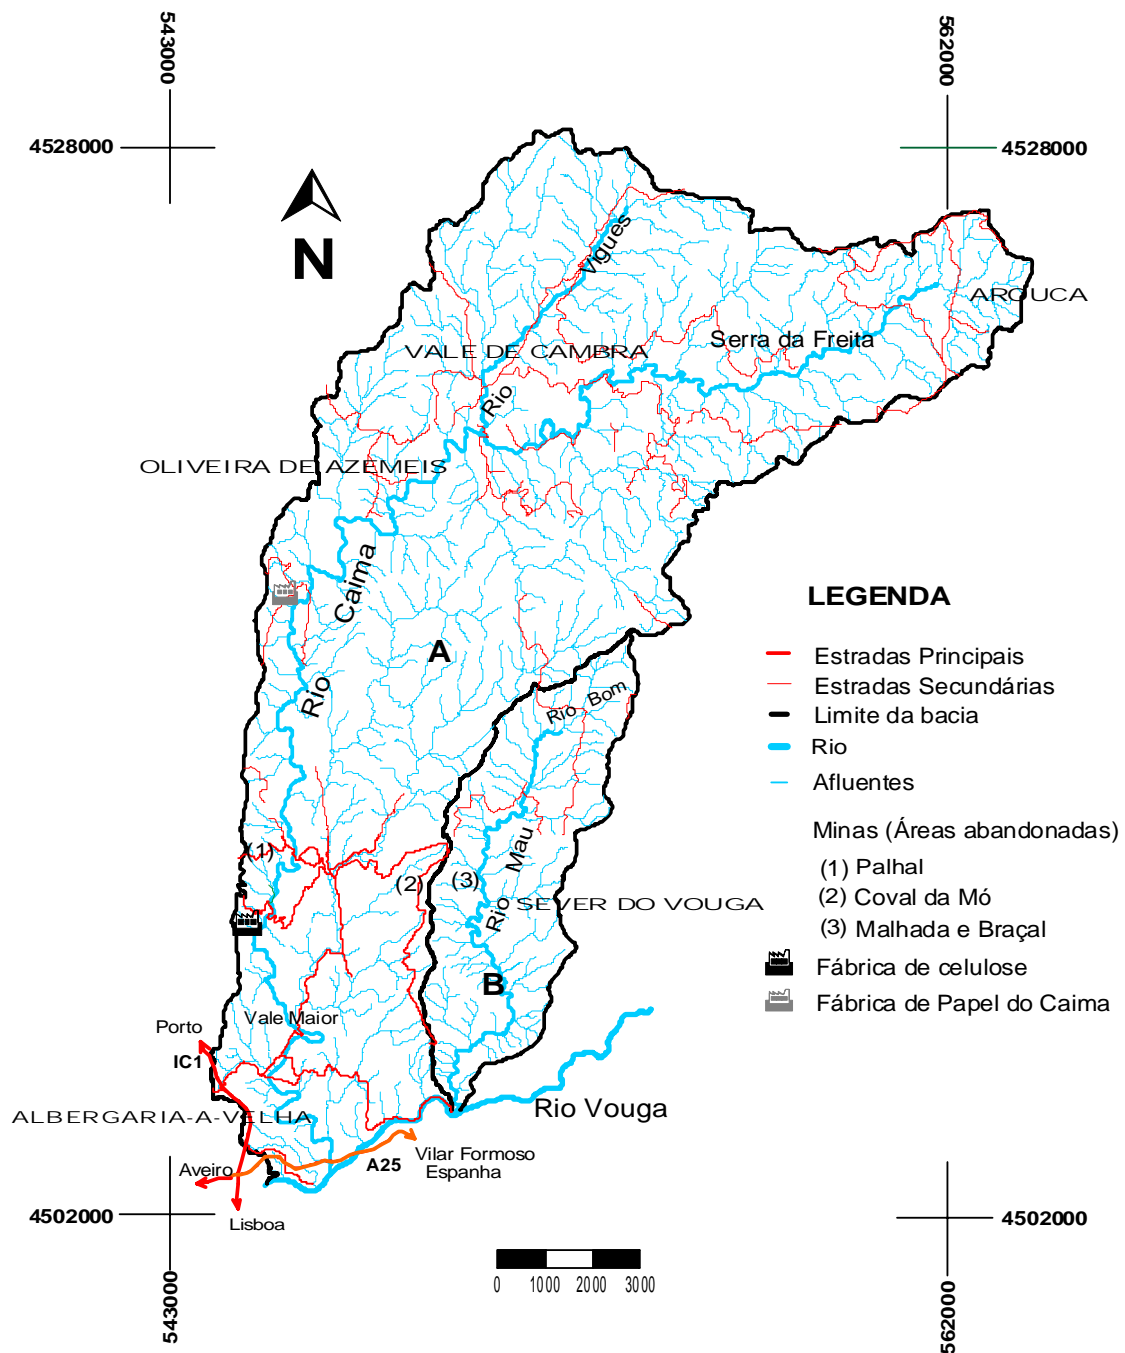 543000
562000
4528000
4528000
N
Rio Vigues
AROUCA
Serra da Freita
VALE DE CAMBRA
OLIVEIRA DE AZEMEIS
Rio Caima
A
LEGENDA
Estradas Principais
Estradas Secundárias
Limite da bacia
Rio
Afluentes
Minas (Áreas abandonadas)
(1) Palhal
(2) Coval da Mó
(3) Malhada e Braçal
Fábrica de celulose
Fábrica de Papel do Caima
Rio Bom
Rio Mau
(1)
(2)
(3)
SEVER DO VOUGA
B
Vale Maior
Porto
IC1
Rio Vouga
ALBERGARIA-A-VELHA
Vilar Formoso
Espanha
A25
Aveiro
Lisboa
4502000
4502000
0 1000 2000 3000
543000
562000